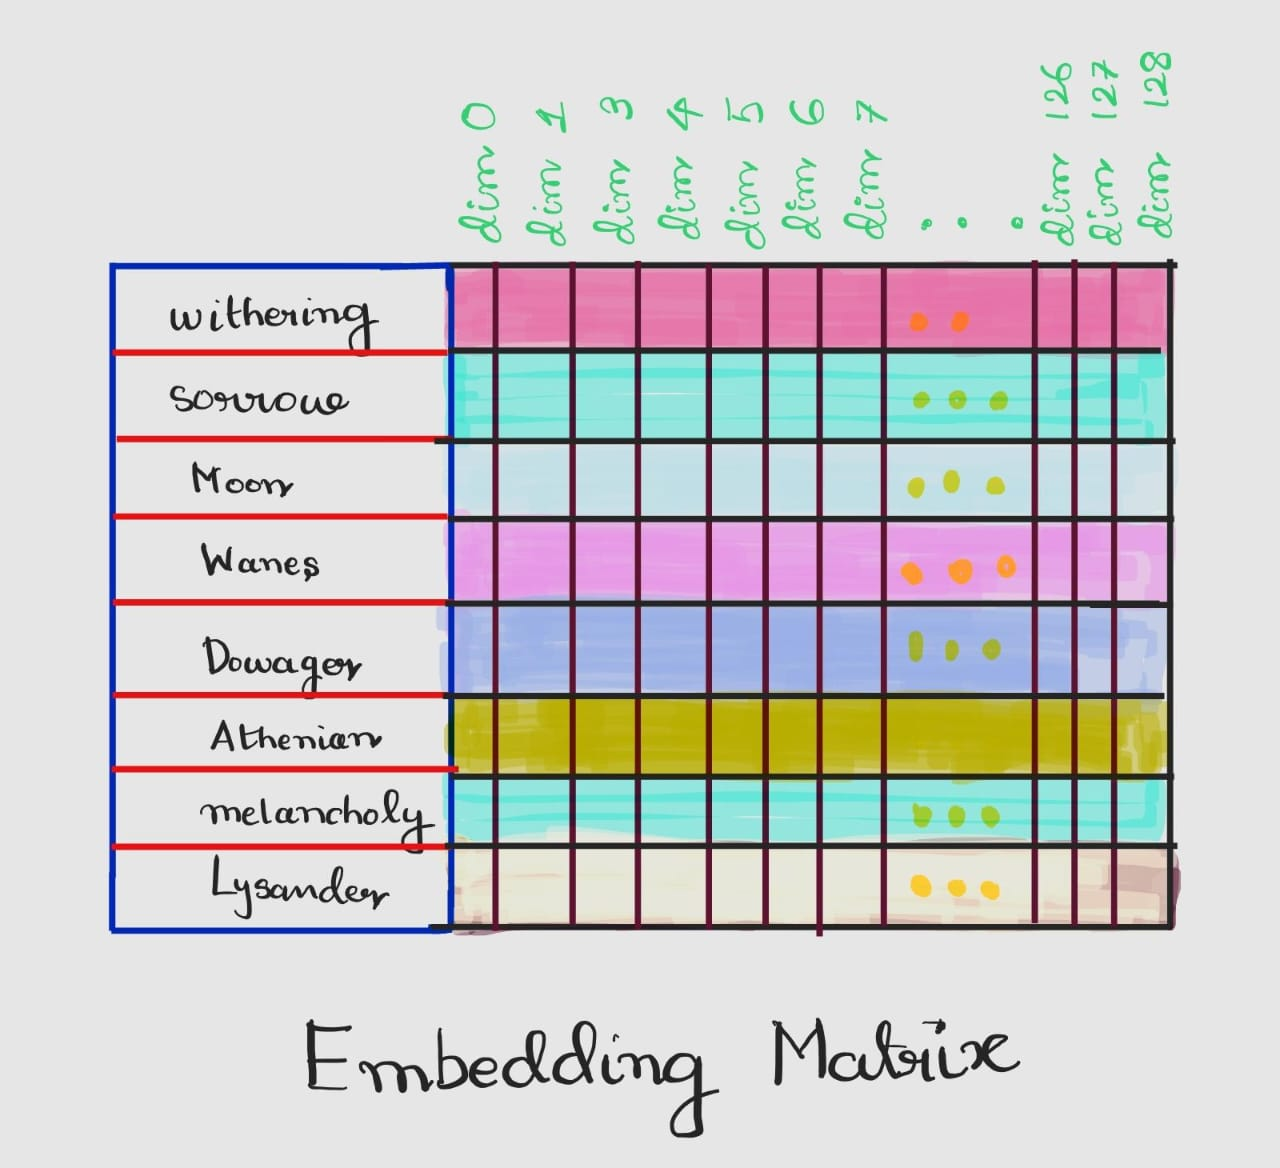 dim 0 dim 1 dim 3 dim 4 dim 5 dim 6 dim 7 . . . dim 126 dim 127 dim 128
withering
sorrow
Moon
Wanes
Dowager
Athenian
melancholy
Lysander
Embedding Matrix